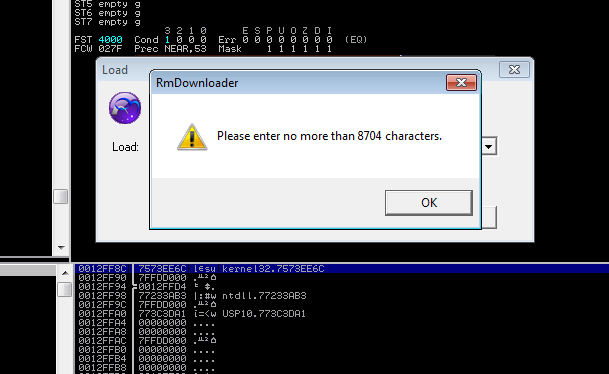 ST5 empty g
ST6 empty g
ST7 empty g
3 2 1 0 E S P U O Z D I
FST 4000 Cond 1 0 0 0 Err 0 0 0 0 0 0 0 0 (EQ)
FCW 027F Prec NEAR,53 Mask 1 1 1 1 1 1
Load
RmDownloader
Please enter no more than 8704 characters.
Load:
OK
0012FF8C 7573EE6C kernel32.7573EE6C
0012FF90 7FFDD000
0012FF94 0012FFD4
0012FF98 77233AB3 ntdll.77233AB3
0012FF9C 7FFDD000
0012FFA0 773C3DA1 USP10.773C3DA1
0012FFA4 00000000 ....
0012FFA8 00000000 ....
0012FFAC 7FFDD000
0012FFB0 00000000 ....
0012FFB4 00000000 ....
0012FFB8 00000000 ....